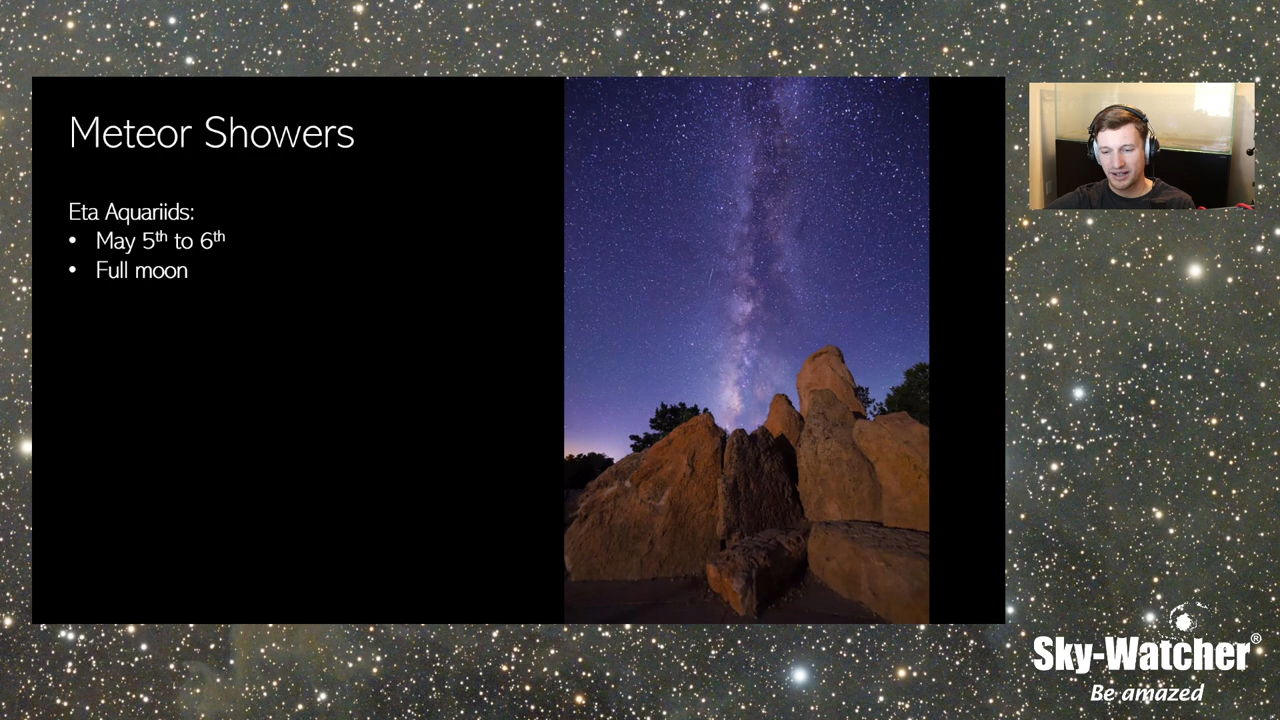 Meteor Showers
Eta Aquariids:
• May 5th to 6th
• Full moon
Sky-Watcher®
Be amazed